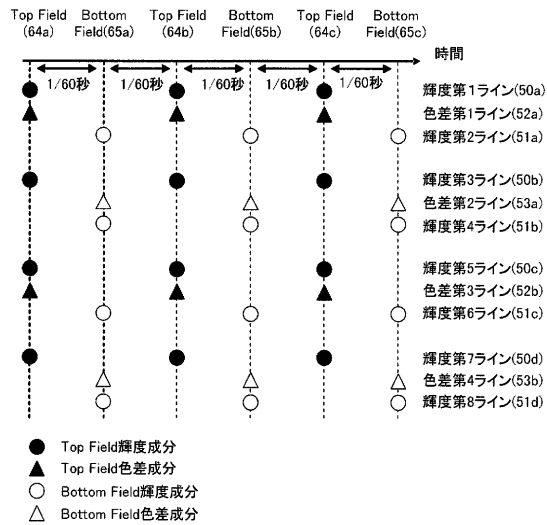 Top Field Bottom Top Field Bottom Top Field Bottom
(64a) Field(65a) (64b) Field(65b) (64c) Field(65c)
時間
1/60秒 1/60秒 1/60秒 1/60秒 1/60秒
輝度第1ライン(50a)
色差第1ライン(52a)
輝度第2ライン(51a)
輝度第3ライン(50b)
色差第2ライン(53a)
輝度第4ライン(51b)
輝度第5ライン(50c)
色差第3ライン(52b)
輝度第6ライン(51c)
輝度第7ライン(50d)
色差第4ライン(53b)
輝度第8ライン(51d)
Top Field輝度成分
Top Field色差成分
Bottom Field輝度成分
Bottom Field色差成分